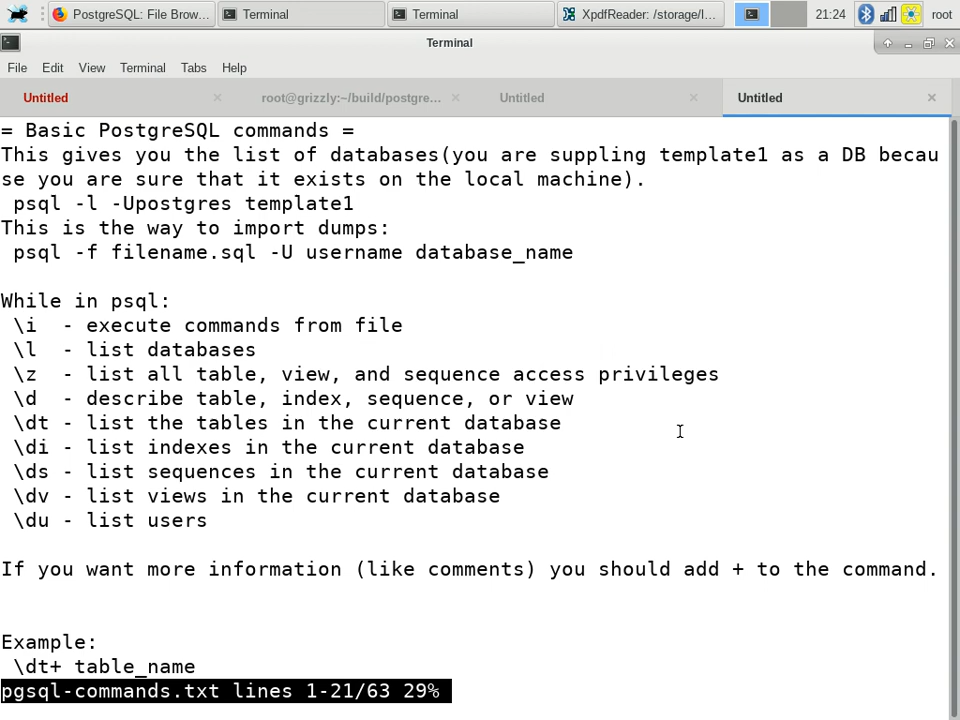 PostgreSQL: File Brow...
Terminal
Terminal
XpdfReader: /storage/l...
21:24
root
Terminal
File Edit View Terminal Tabs Help
Untitled
root@grizzly:~/build/postgre...
Untitled
Untitled
= Basic PostgreSQL commands =
This gives you the list of databases(you are suppling template1 as a DB becau
se you are sure that it exists on the local machine).
 psql -l -Upostgres template1
This is the way to import dumps:
 psql -f filename.sql -U username database_name
While in psql:
 \i  - execute commands from file
 \l  - list databases
 \z  - list all table, view, and sequence access privileges
 \d  - describe table, index, sequence, or view
 \dt - list the tables in the current database
 \di - list indexes in the current database
 \ds - list sequences in the current database
 \dv - list views in the current database
 \du - list users
If you want more information (like comments) you should add + to the command.
Example:
 \dt+ table_name
pgsql-commands.txt lines 1-21/63 29%